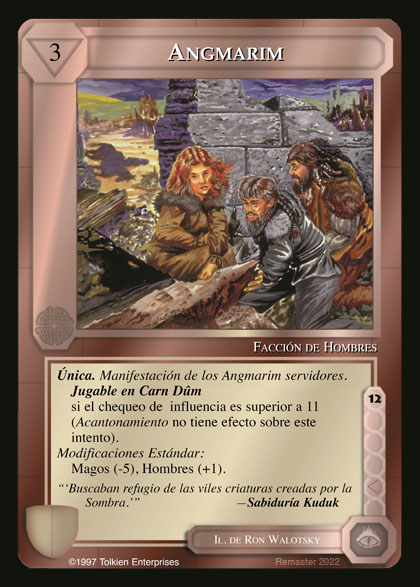 3
ANGMARIM
FACCIÓN DE HOMBRES
Única. Manifestación de los Angmarim servidores.
Jugable en Carn Dûm
si el chequeo de influencia es superior a 11
(Acantonamiento no tiene efecto sobre este
intento).
Modificaciones Estándar:
Magos (-5), Hombres (+1).
“‘Buscaban refugio de las viles criaturas creadas por la
Sombra.’” —Sabiduría Kuduk
12
IL. DE RON WALOTSKY
©1997 Tolkien Enterprises
Remaster 2022